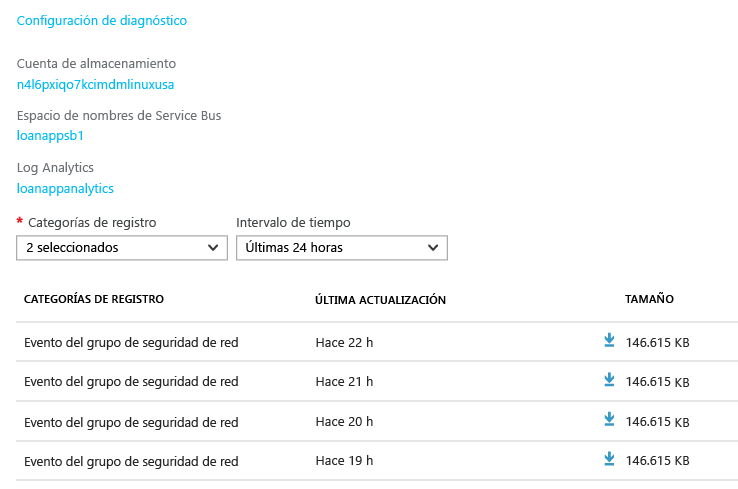 Configuración de diagnóstico
Cuenta de almacenamiento
n4l6pxiqo7kcimdmlinuxusa
Espacio de nombres de Service Bus
loanappsb1
Log Analytics
loanappanalytics
* Categorías de registro Intervalo de tiempo
2 seleccionados Últimas 24 horas
CATEGORÍAS DE REGISTRO ÚLTIMA ACTUALIZACIÓN TAMAÑO
Evento del grupo de seguridad de red Hace 22 h 146.615 KB
Evento del grupo de seguridad de red Hace 21 h 146.615 KB
Evento del grupo de seguridad de red Hace 20 h 146.615 KB
Evento del grupo de seguridad de red Hace 19 h 146.615 KB